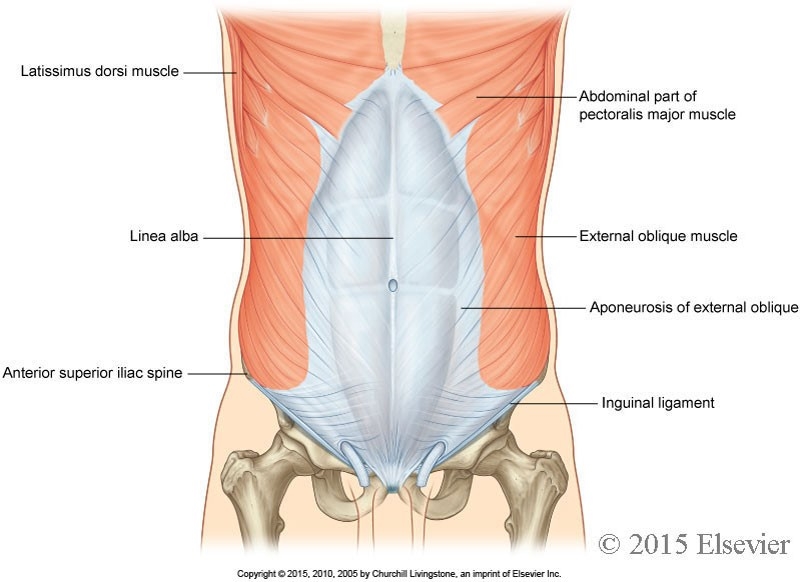 Latissimus dorsi muscle
Abdominal part of
pectoralis major muscle
Linea alba
External oblique muscle
Aponeurosis of external oblique
Anterior superior iliac spine
Inguinal ligament
© 2015 Elsevier
Copyright © 2015, 2010, 2005 by Churchill Livingstone, an imprint of Elsevier Inc.